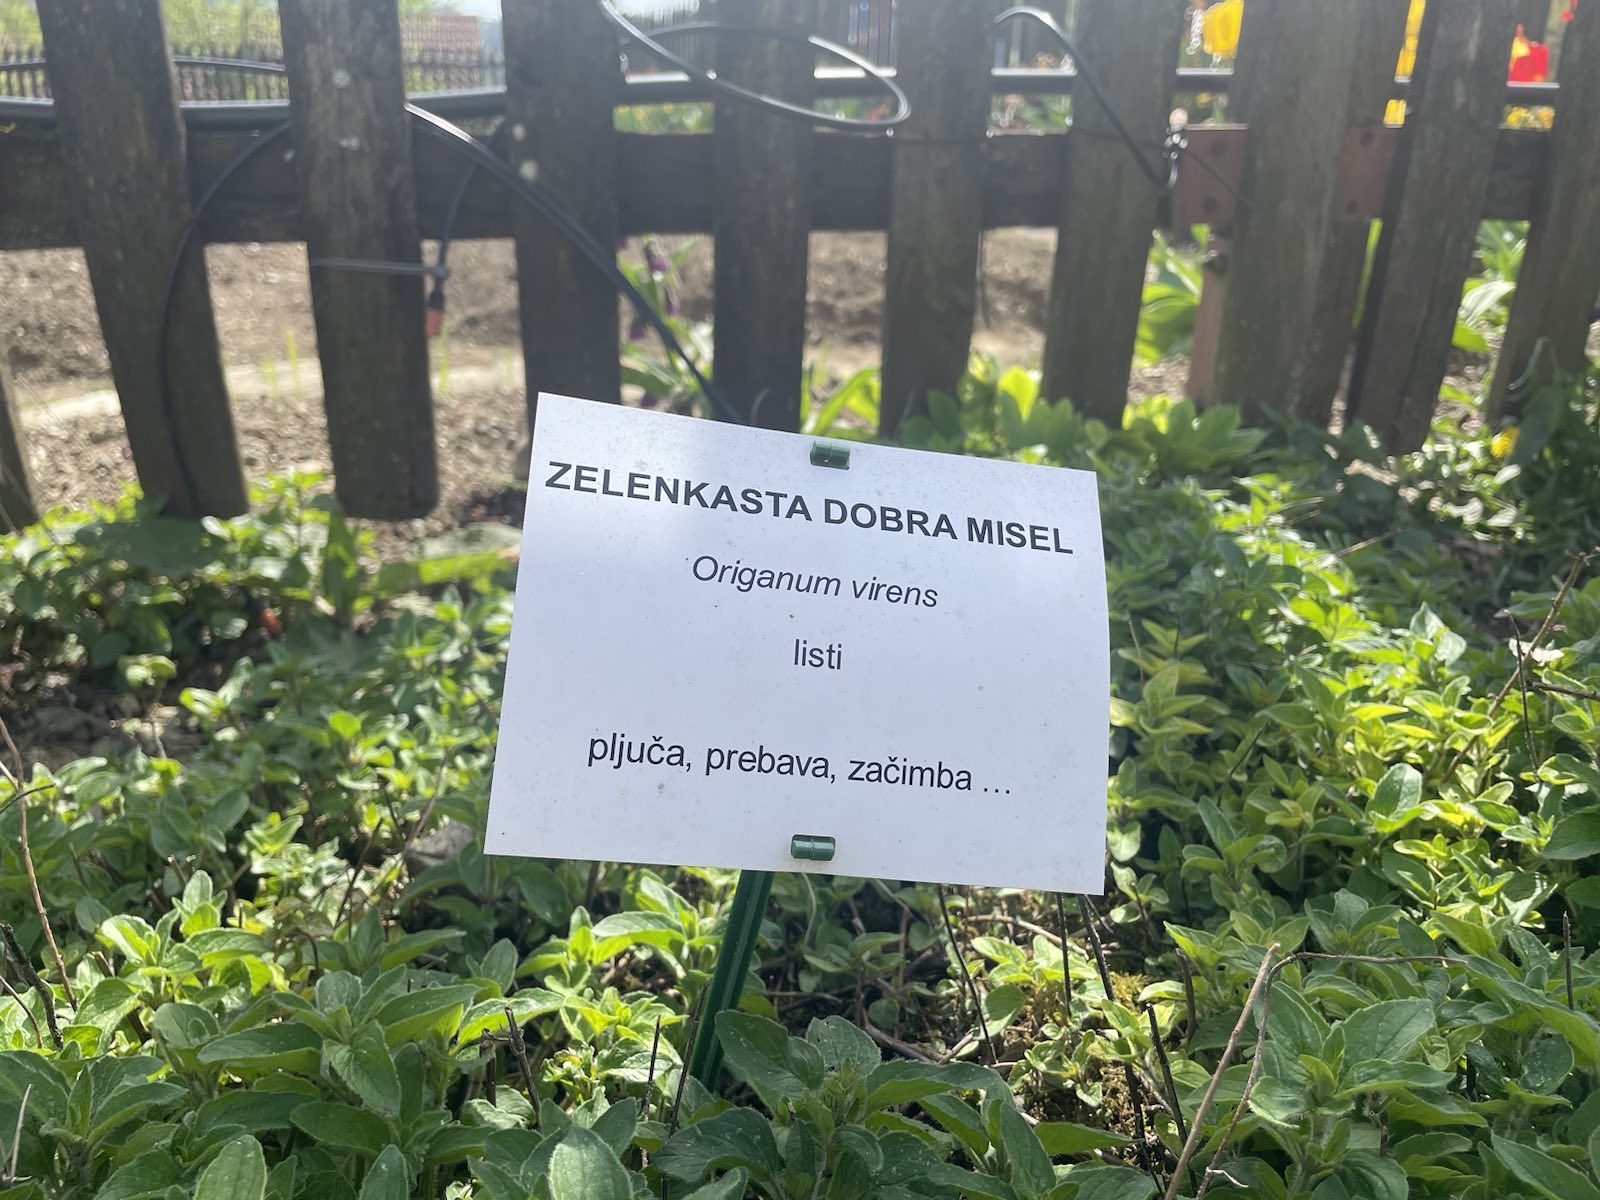 ZELENKASTA DOBRA MISEL
Origanum virens
listi
pljuča, prebava, začimba ...